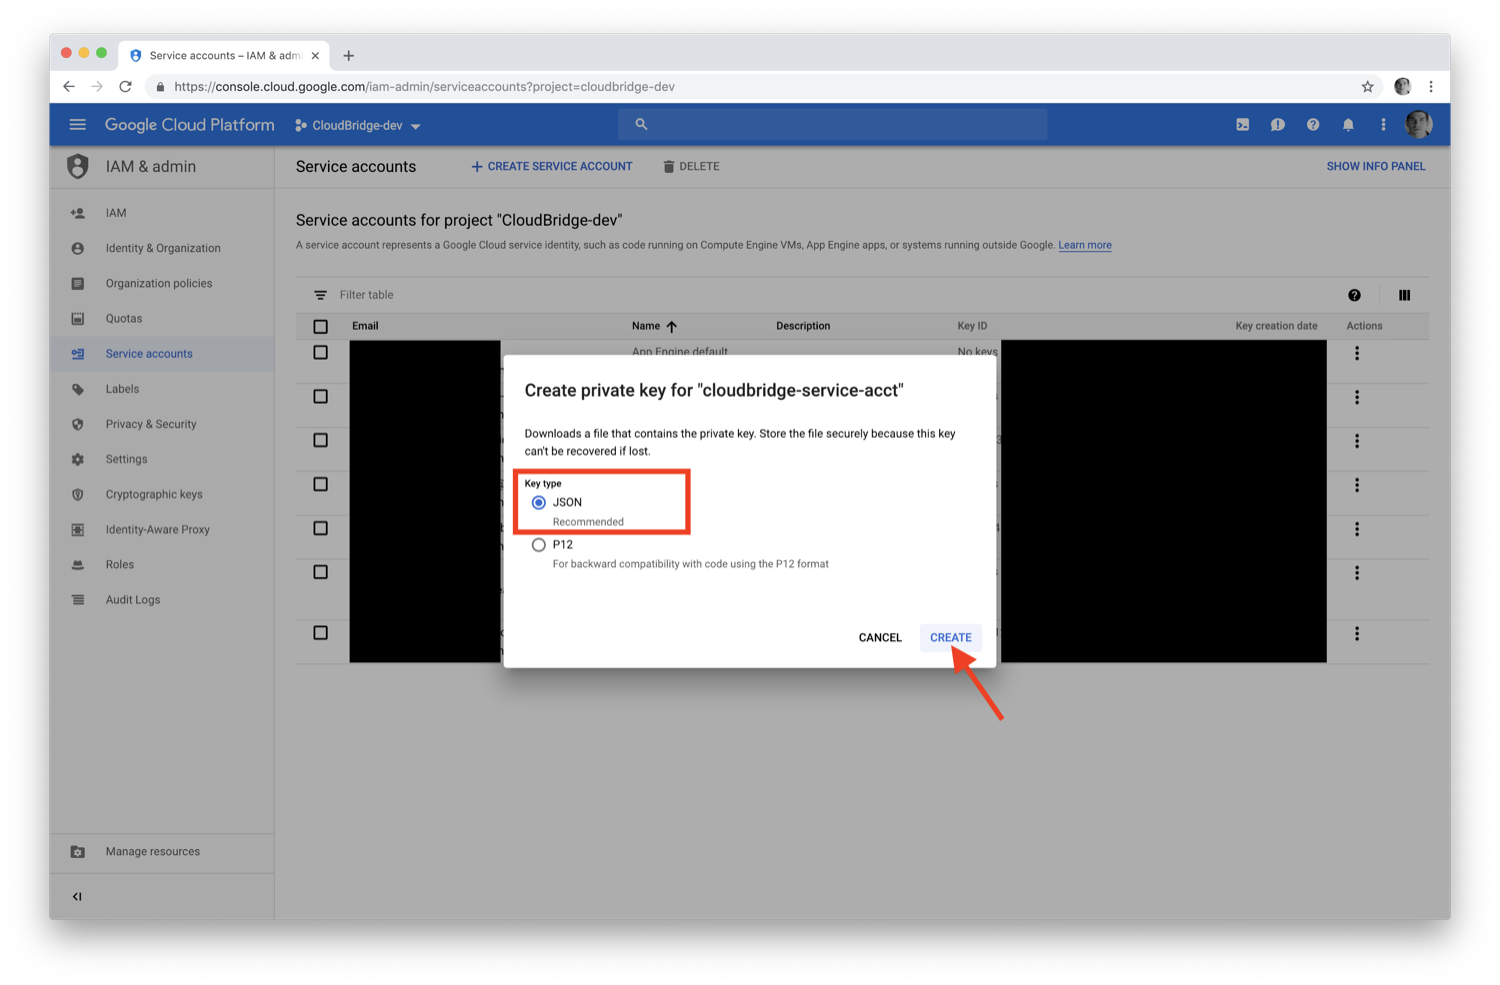 Service accounts – IAM & adm
https://console.cloud.google.com/iam-admin/serviceaccounts?project=cloudbridge-dev
Google Cloud Platform
CloudBridge-dev
IAM & admin
Service accounts
CREATE SERVICE ACCOUNT
DELETE
SHOW INFO PANEL
IAM
Identity & Organization
Organization policies
Quotas
Service accounts
Labels
Privacy & Security
Settings
Cryptographic keys
Identity-Aware Proxy
Roles
Audit Logs
Manage resources
Service accounts for project "CloudBridge-dev"
A service account represents a Google Cloud service identity, such as code running on Compute Engine VMs, App Engine apps, or systems running outside Google. Learn more
Filter table
Email Name Description Key ID Key creation date Actions
App Engine default No keys
Create private key for "cloudbridge-service-acct"
Downloads a file that contains the private key. Store the file securely because this key
can't be recovered if lost.
Key type
JSON
Recommended
P12
For backward compatibility with code using the P12 format
CANCEL CREATE